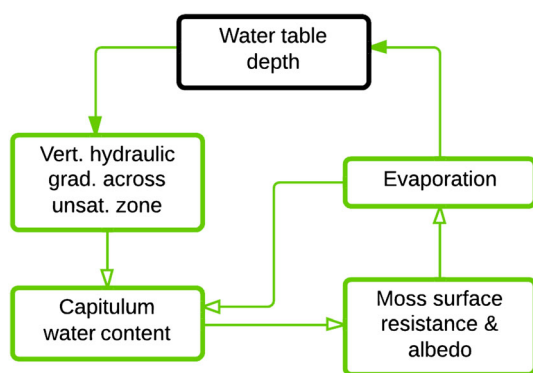 Water table
depth
Vert. hydraulic
grad. across
unsat. zone
Evaporation
Capitulum
water content
Moss surface
resistance &
albedo